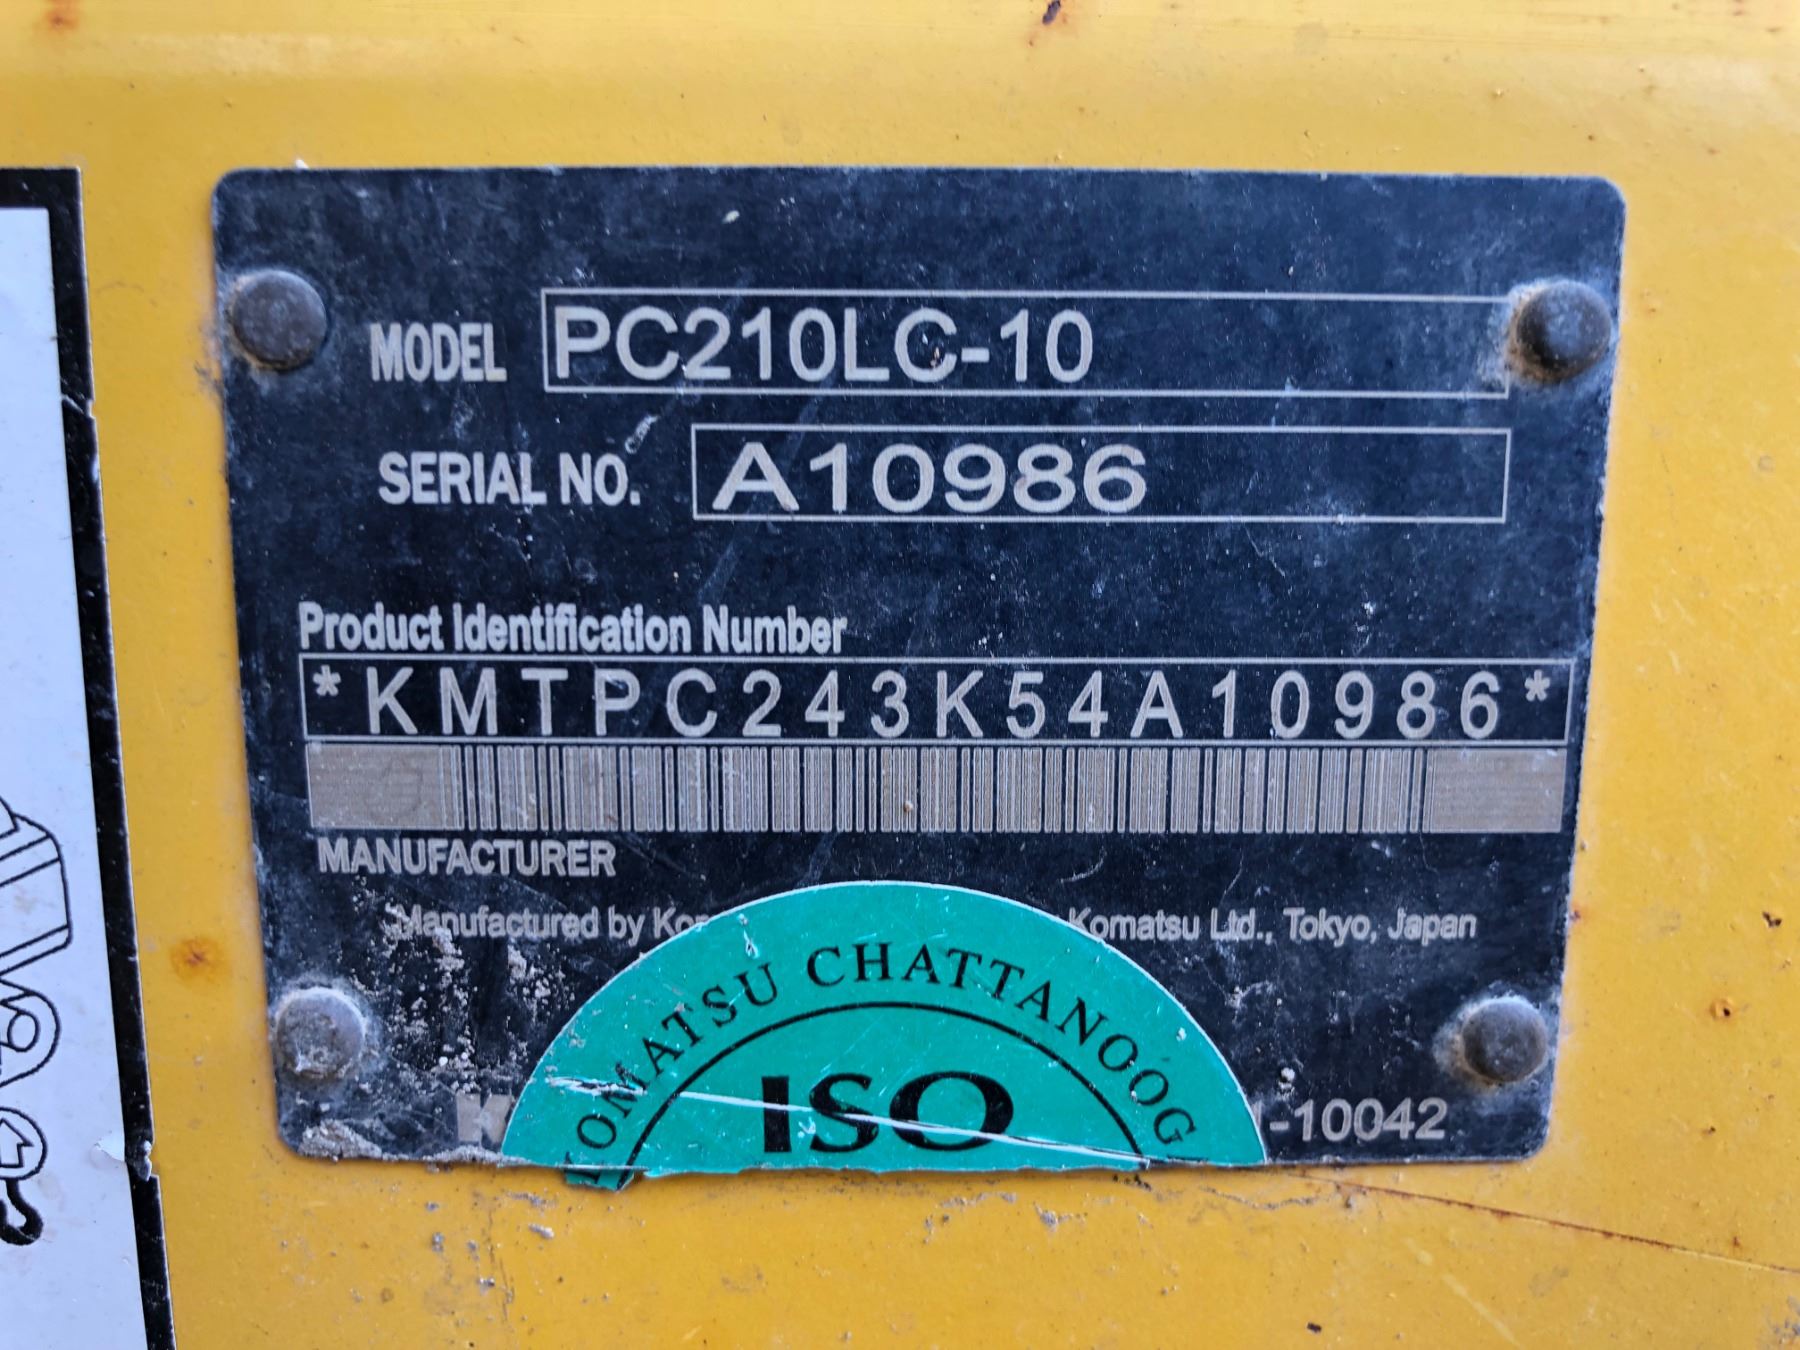 MODEL PC210LC-10
SERIAL NO. A10986
Product Identification Number
*KMTPC243K54A10986*
MANUFACTURER
Manufactured by Komatsu Ltd., Tokyo, Japan
KOMATSU CHATTANOOG
ISO
-10042